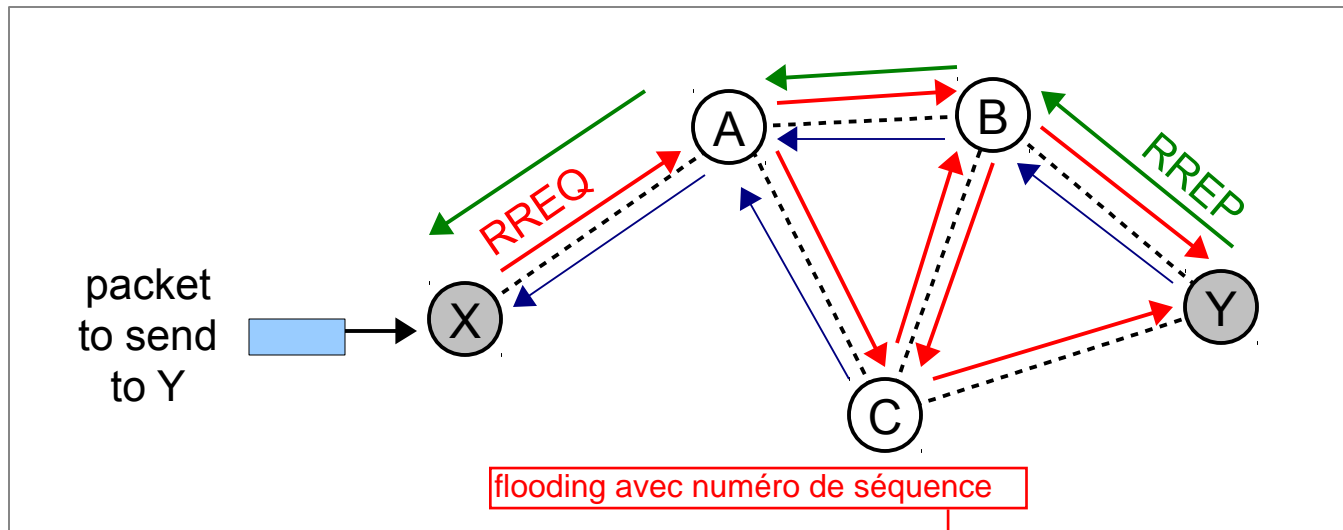 A
B
RREQ
RREP
packet
to send
to Y
X
Y
C
flooding avec numéro de séquence